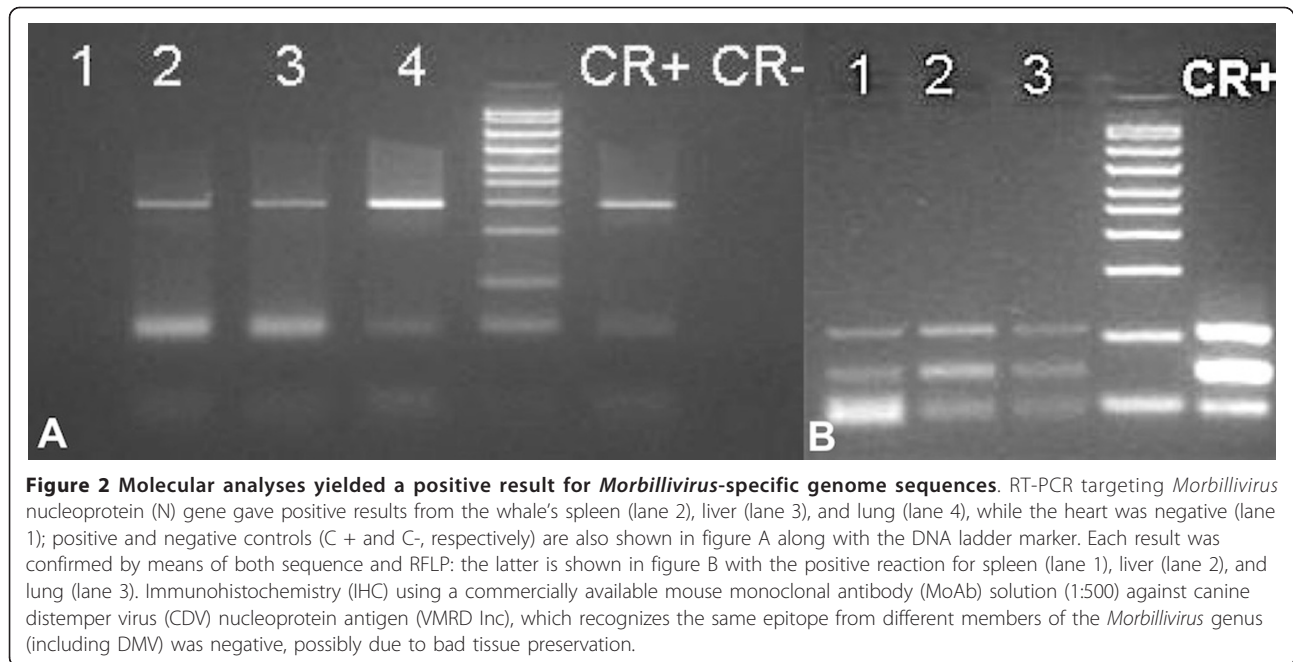 1 2 3 4 CR+ CR-
1 2 3 CR+
A
B
Figure 2 Molecular analyses yielded a positive result for Morbillivirus-specific genome sequences. RT-PCR targeting Morbillivirus
nucleoprotein (N) gene gave positive results from the whale's spleen (lane 2), liver (lane 3), and lung (lane 4), while the heart was negative (lane
1); positive and negative controls (C + and C-, respectively) are also shown in figure A along with the DNA ladder marker. Each result was
confirmed by means of both sequence and RFLP: the latter is shown in figure B with the positive reaction for spleen (lane 1), liver (lane 2), and
lung (lane 3). Immunohistochemistry (IHC) using a commercially available mouse monoclonal antibody (MoAb) solution (1:500) against canine
distemper virus (CDV) nucleoprotein antigen (VMRD Inc), which recognizes the same epitope from different members of the Morbillivirus genus
(including DMV) was negative, possibly due to bad tissue preservation.